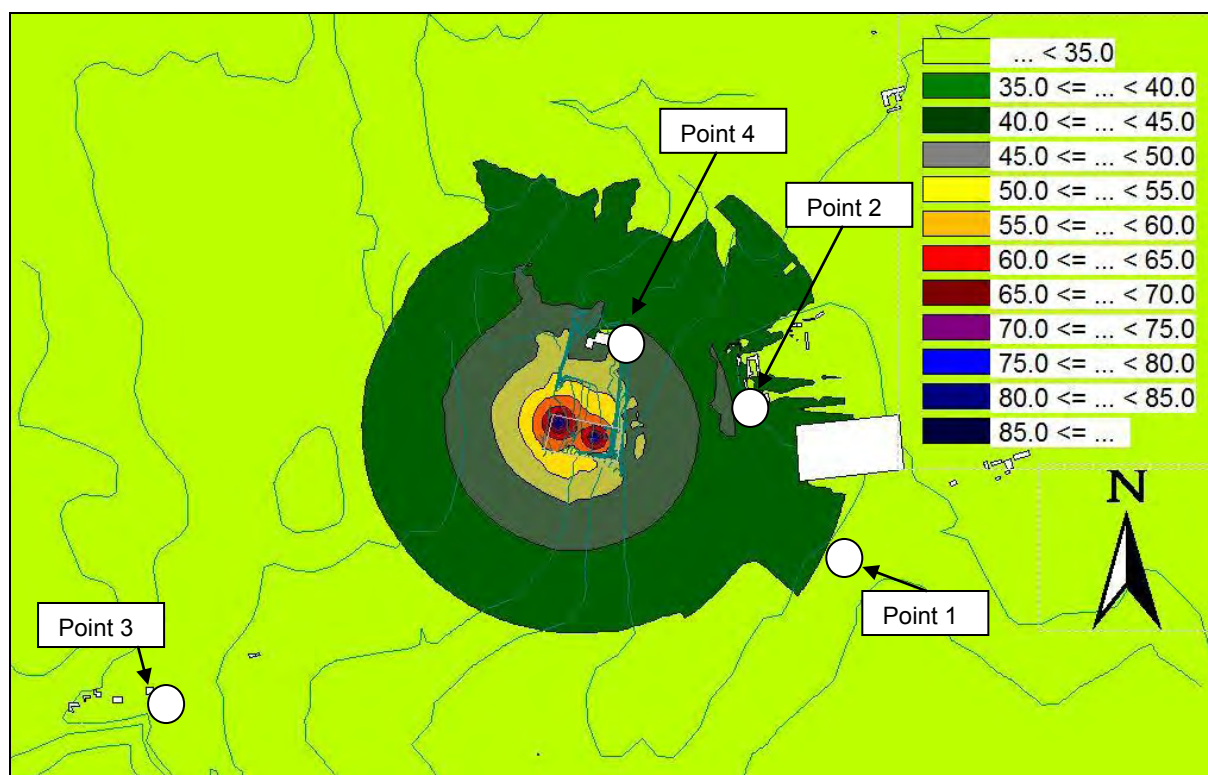 ... < 35.0
35.0 <= ... < 40.0
40.0 <= ... < 45.0
45.0 <= ... < 50.0
50.0 <= ... < 55.0
55.0 <= ... < 60.0
60.0 <= ... < 65.0
65.0 <= ... < 70.0
70.0 <= ... < 75.0
75.0 <= ... < 80.0
80.0 <= ... < 85.0
85.0 <= ...
Point 4
Point 2
N
Point 1
Point 3